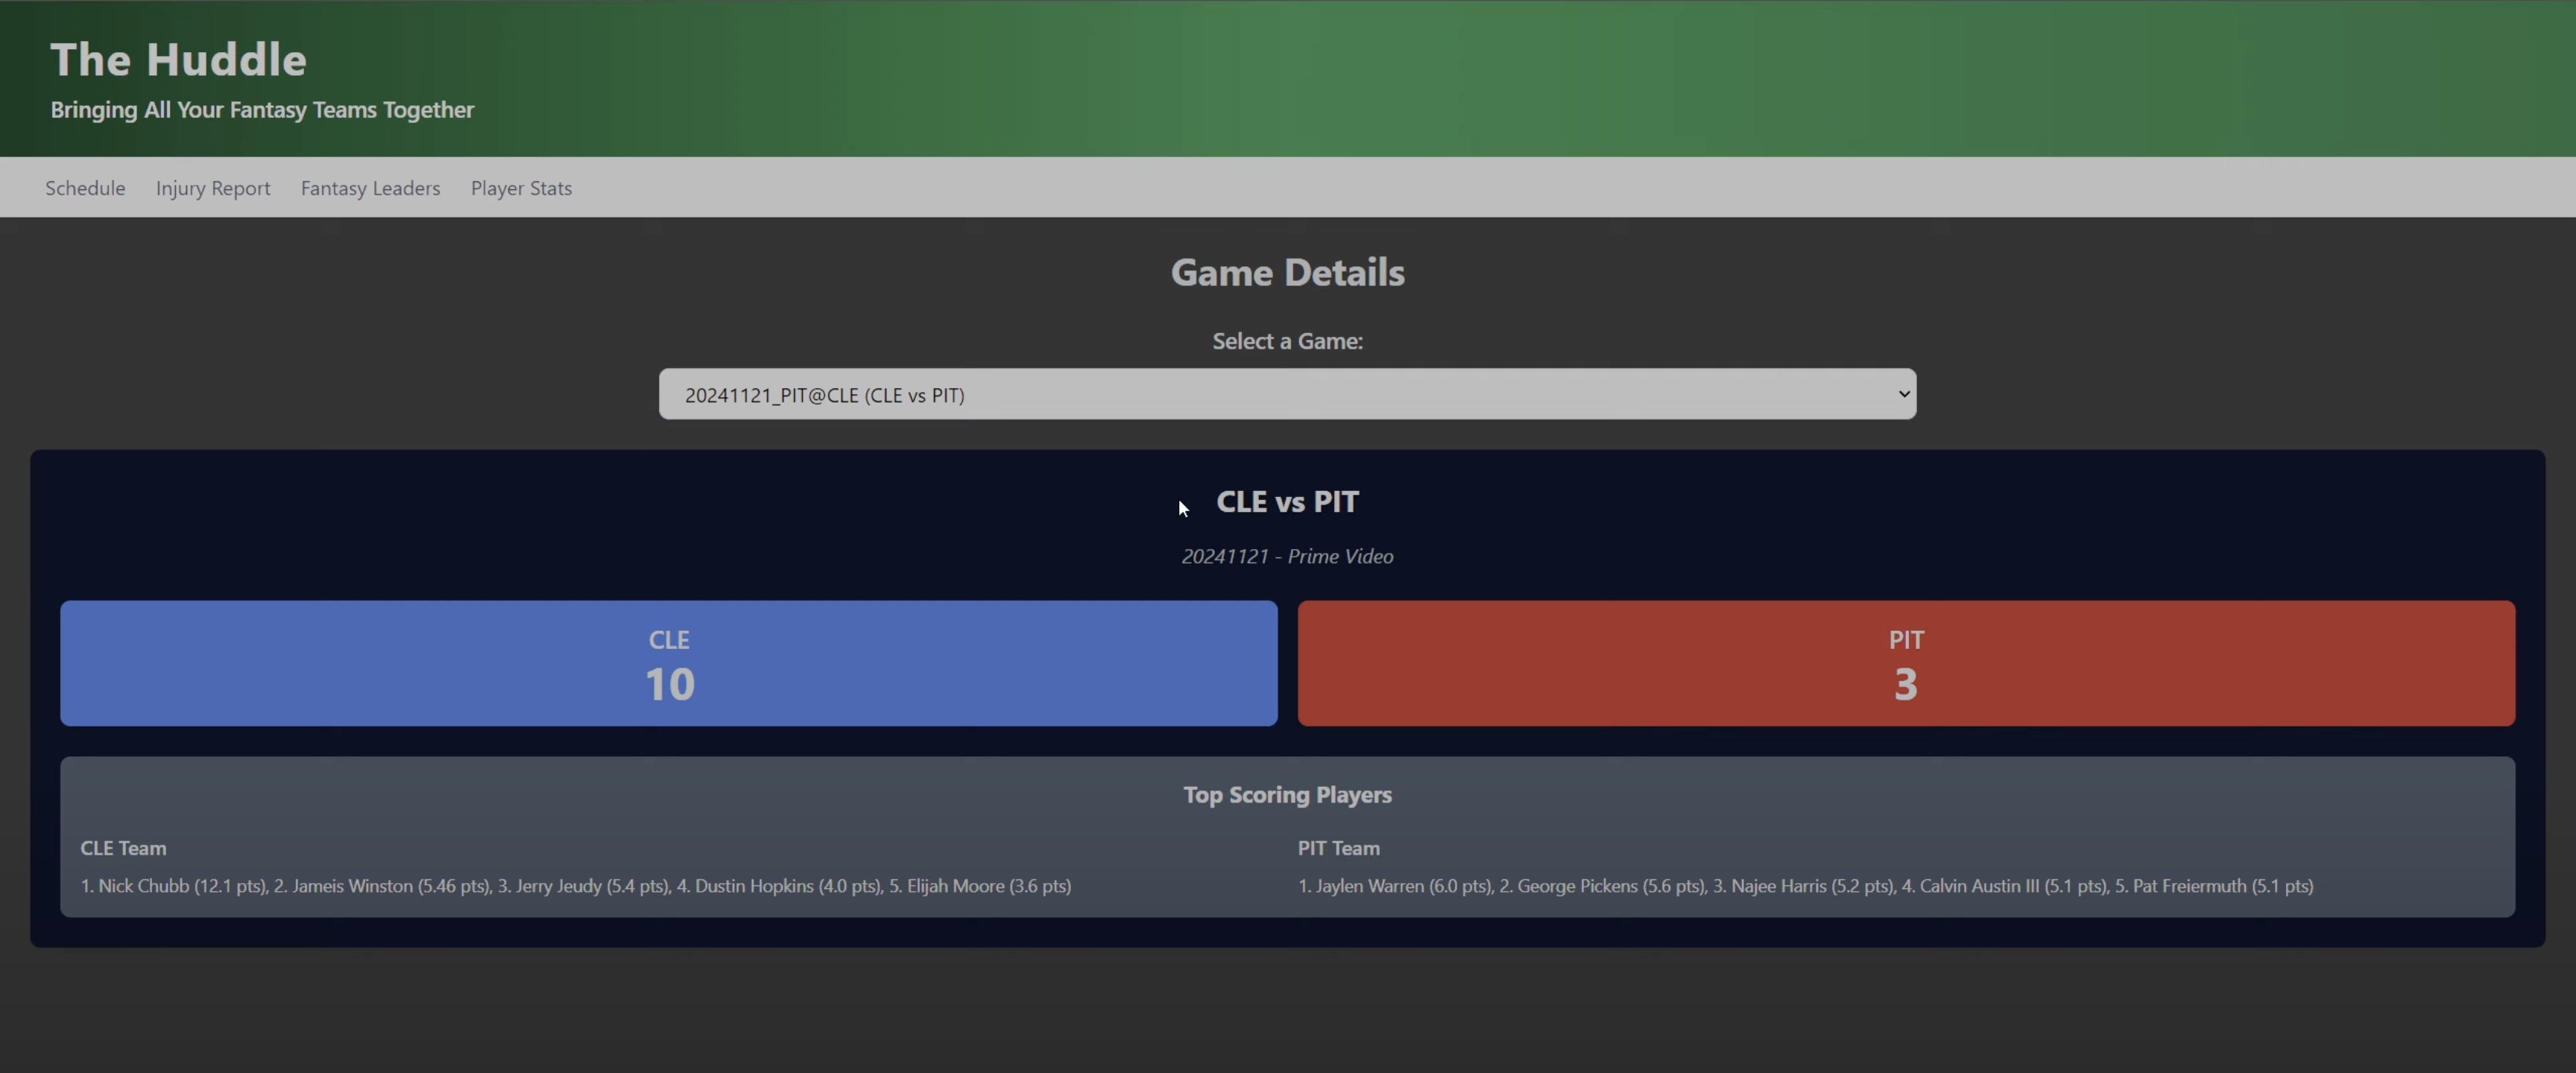 The Huddle
Bringing All Your Fantasy Teams Together
Schedule Injury Report Fantasy Leaders Player Stats
Game Details
Select a Game:
20241121_PIT@CLE (CLE vs PIT)
CLE vs PIT
20241121 - Prime Video
CLE
10
PIT
3
Top Scoring Players
CLE Team
1. Nick Chubb (12.1 pts), 2. Jameis Winston (5.46 pts), 3. Jerry Jeudy (5.4 pts), 4. Dustin Hopkins (4.0 pts), 5. Elijah Moore (3.6 pts)
PIT Team
1. Jaylen Warren (6.0 pts), 2. George Pickens (5.6 pts), 3. Najee Harris (5.2 pts), 4. Calvin Austin III (5.1 pts), 5. Pat Freiermuth (5.1 pts)